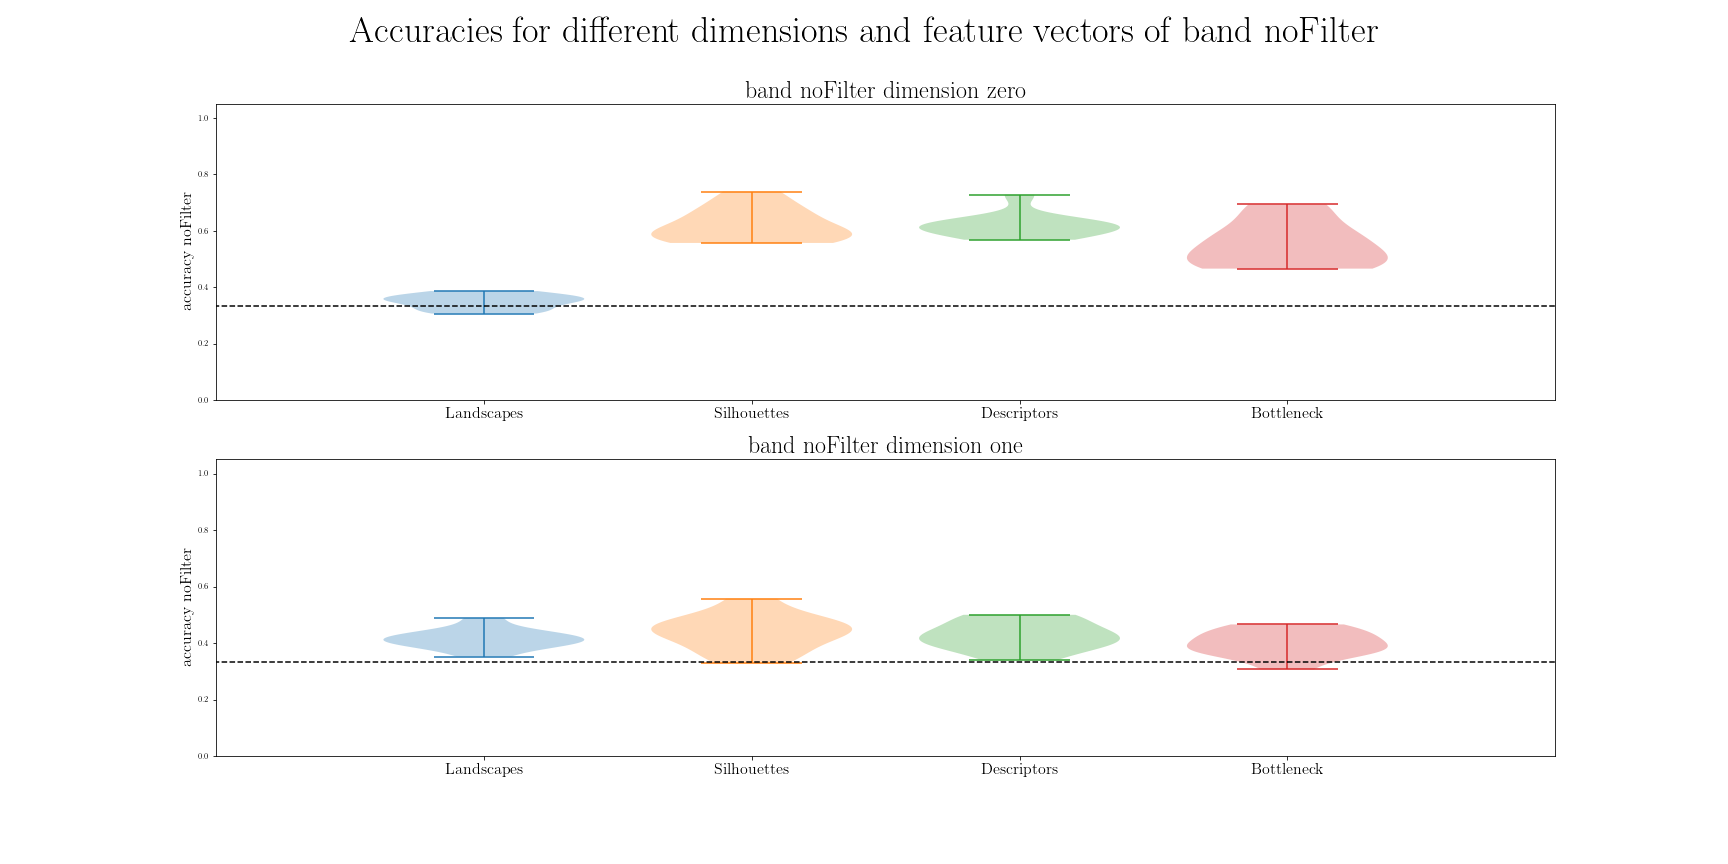 Accuracies for different dimensions and feature vectors of band noFilter
band noFilter dimension zero
accuracy noFilter
1.0
0.8
0.6
0.4
0.2
0.0
Landscapes Silhouettes Descriptors Bottleneck
band noFilter dimension one
accuracy noFilter
1.0
0.8
0.6
0.4
0.2
0.0
Landscapes Silhouettes Descriptors Bottleneck